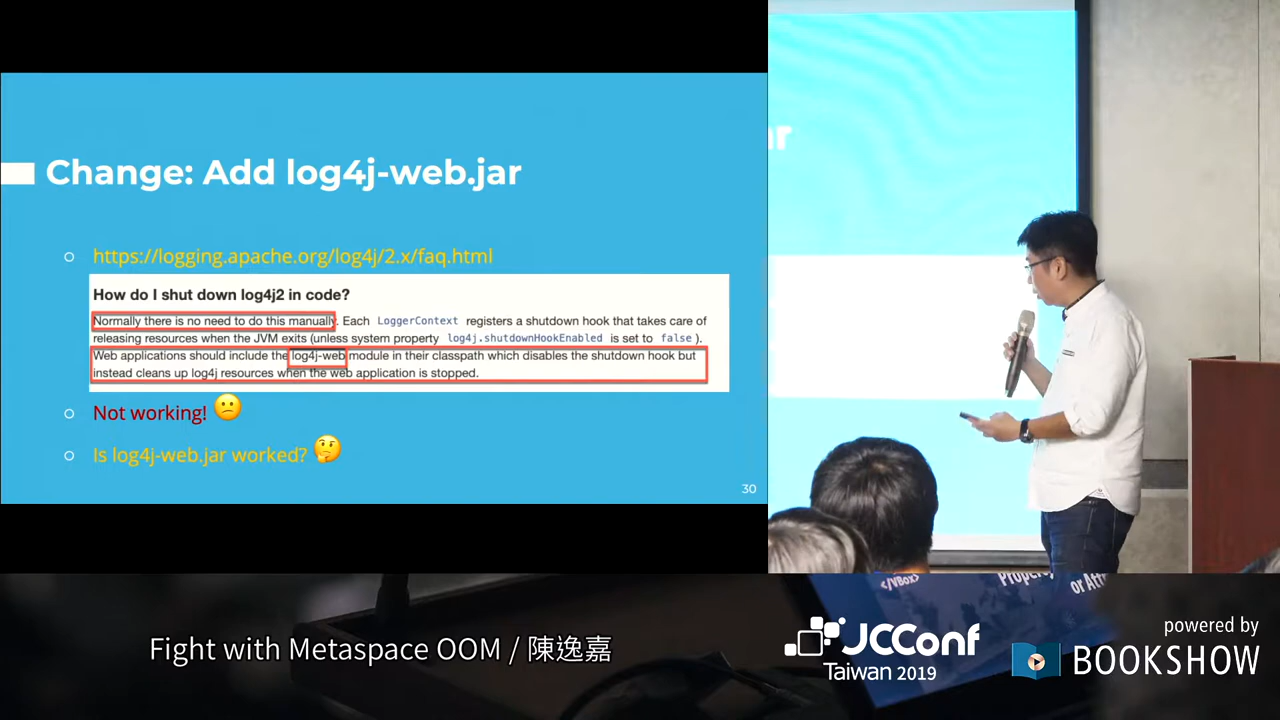 Change: Add log4j-web.jar
https://logging.apache.org/log4j/2.x/faq.html
How do I shut down log4j2 in code?
Normally there is no need to do this manually. Each LoggerContext registers a shutdown hook that takes care of
releasing resources when the JVM exits (unless system property log4j.shutdownHookEnabled is set to false).
Web applications should include the log4j-web module in their classpath which disables the shutdown hook but
instead cleans up log4j resources when the web application is stopped.
Not working!
Is log4j-web.jar worked?
30
ar
</VBox>
Fight with Metaspace OOM / 陳逸嘉
JCConf
Taiwan 2019
powered by
BOOKSHOW